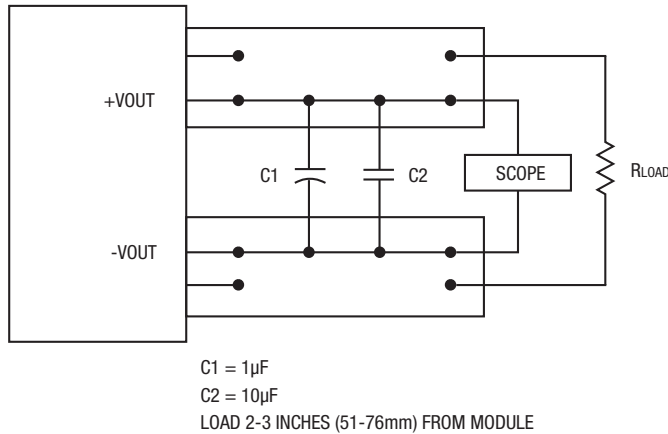 +VOUT
C1
C2
SCOPE
RLOAD
-VOUT
C1 = 1µF
C2 = 10µF
LOAD 2-3 INCHES (51-76mm) FROM MODULE